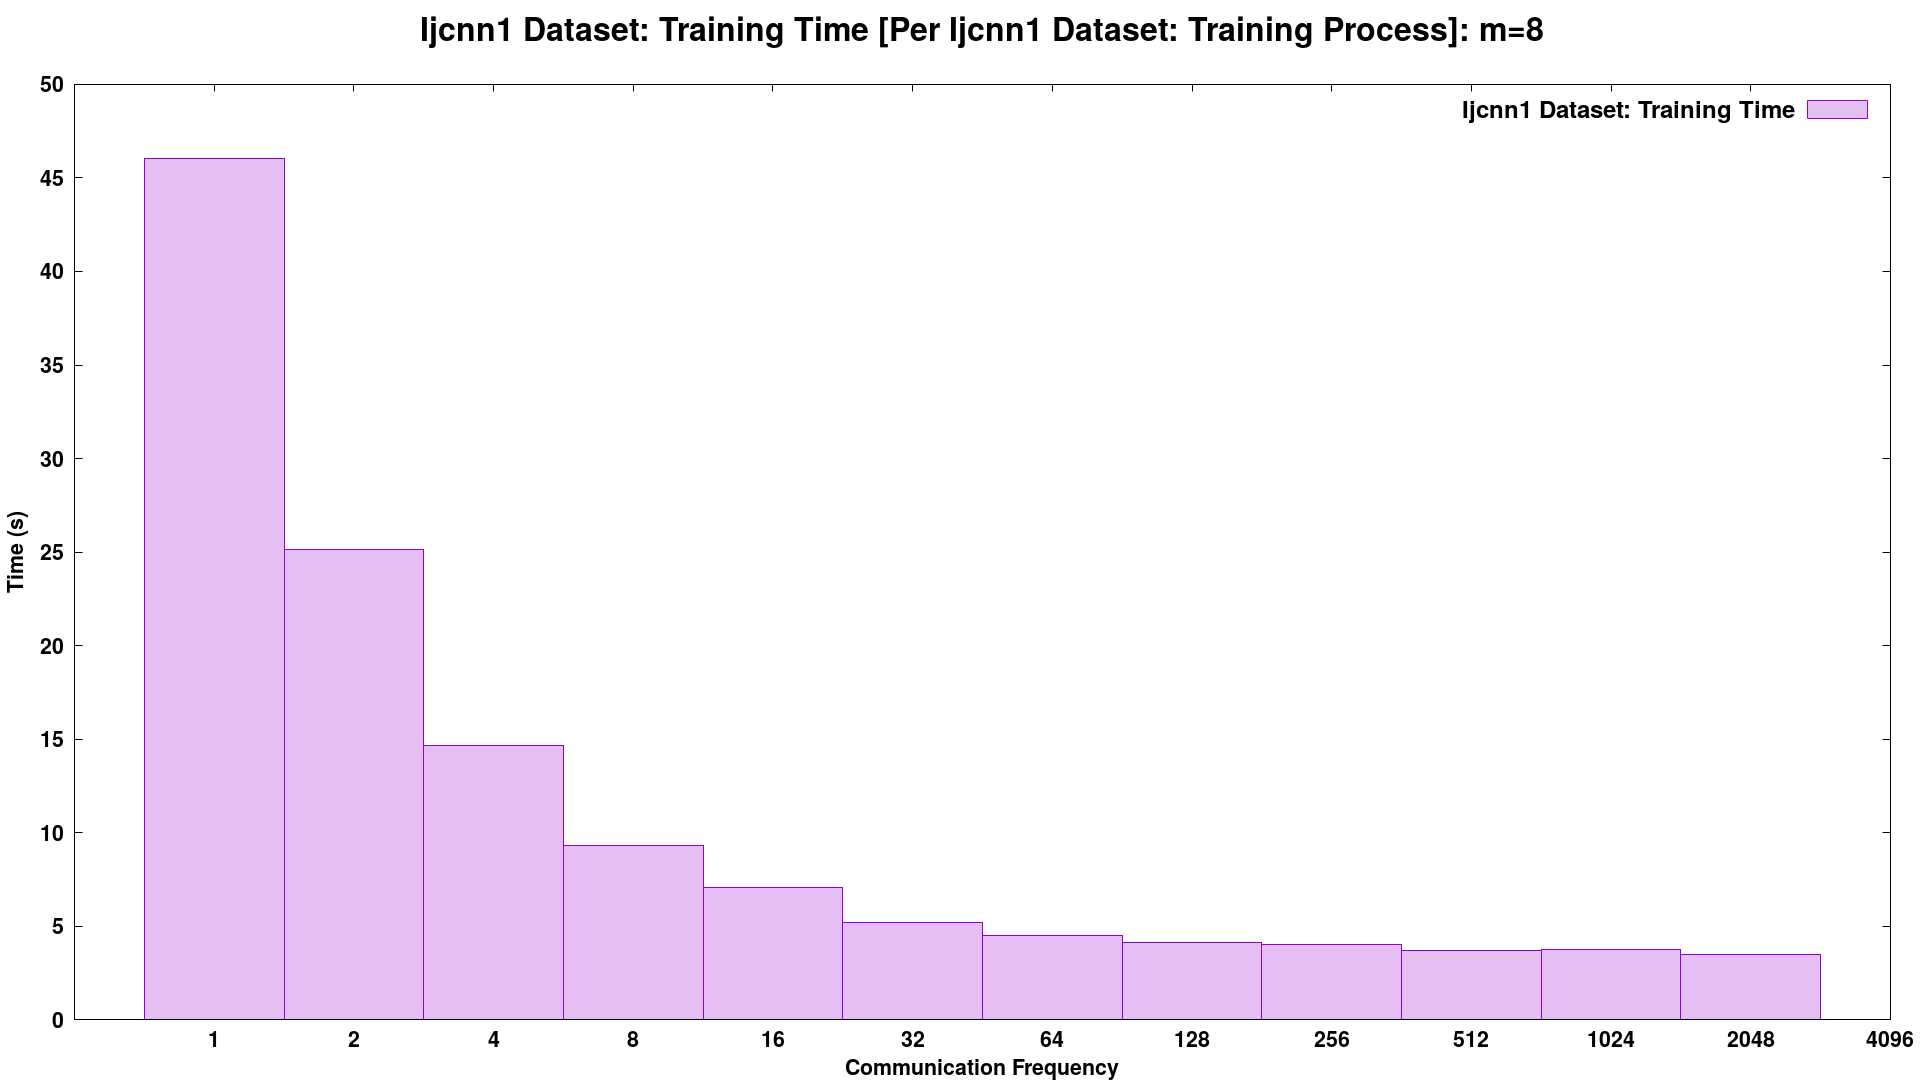 Ijcnn1 Dataset: Training Time [Per Ijcnn1 Dataset: Training Process]: m=8
Ijcnn1 Dataset: Training Time
50
45
40
35
30
25
20
15
10
5
0
Time (s)
1 2 4 8 16 32 64 128 256 512 1024 2048 4096
Communication Frequency